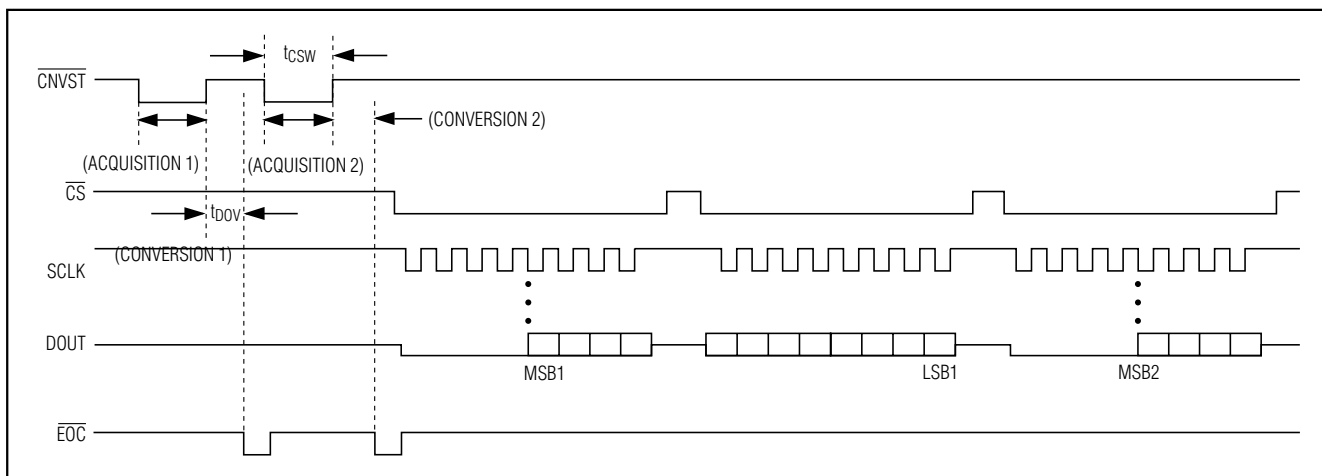 tCSW
CNVST
(CONVERSION 2)
(ACQUISITION 1)
(ACQUISITION 2)
CS
tDOV
(CONVERSION 1)
SCLK
DOUT
MSB1
LSB1
MSB2
EOC